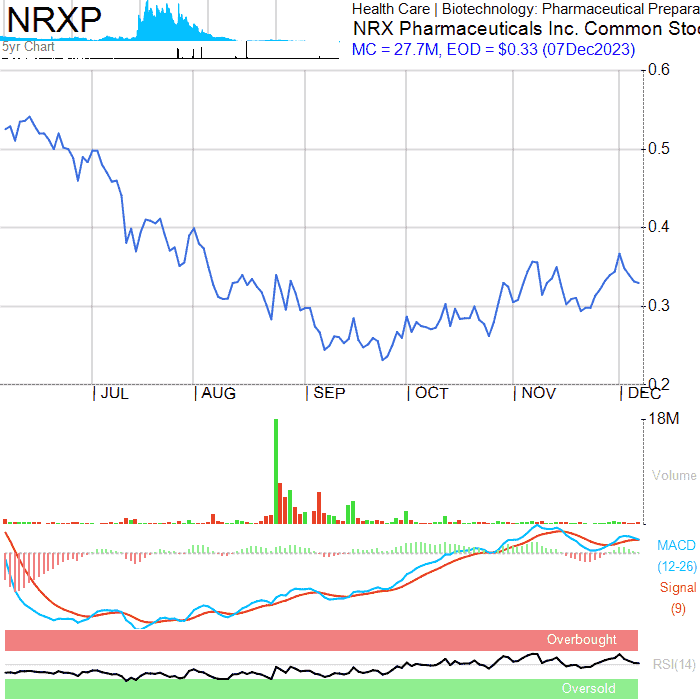 NRXP
Health Care | Biotechnology: Pharmaceutical Prepara
NRX Pharmaceuticals Inc. Common Sto
MC = 27.7M, EOD = $0.33 (07Dec2023)
5yr Chart
0.6
0.5
0.4
0.3
0.2
JUL AUG SEP OCT NOV DEC
18M
Volume
MACD
(12-26)
Signal
(9)
Overbought
RSI(14)
Oversold